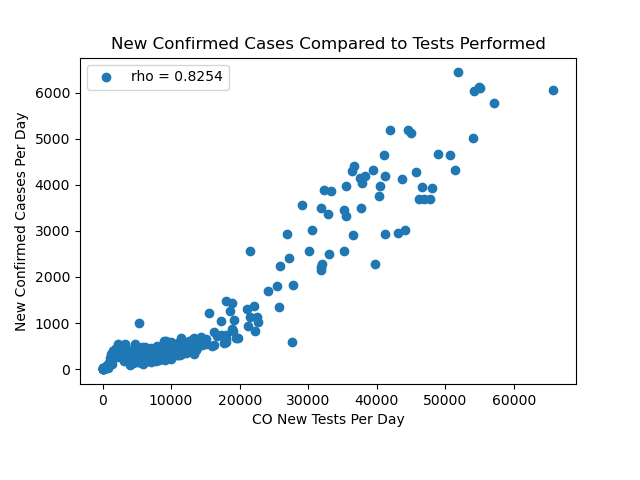 New Confirmed Cases Compared to Tests Performed
rho = 0.8254
New Confirmed Caeses Per Day
6000
5000
4000
3000
2000
1000
0
0 10000 20000 30000 40000 50000 60000
CO New Tests Per Day